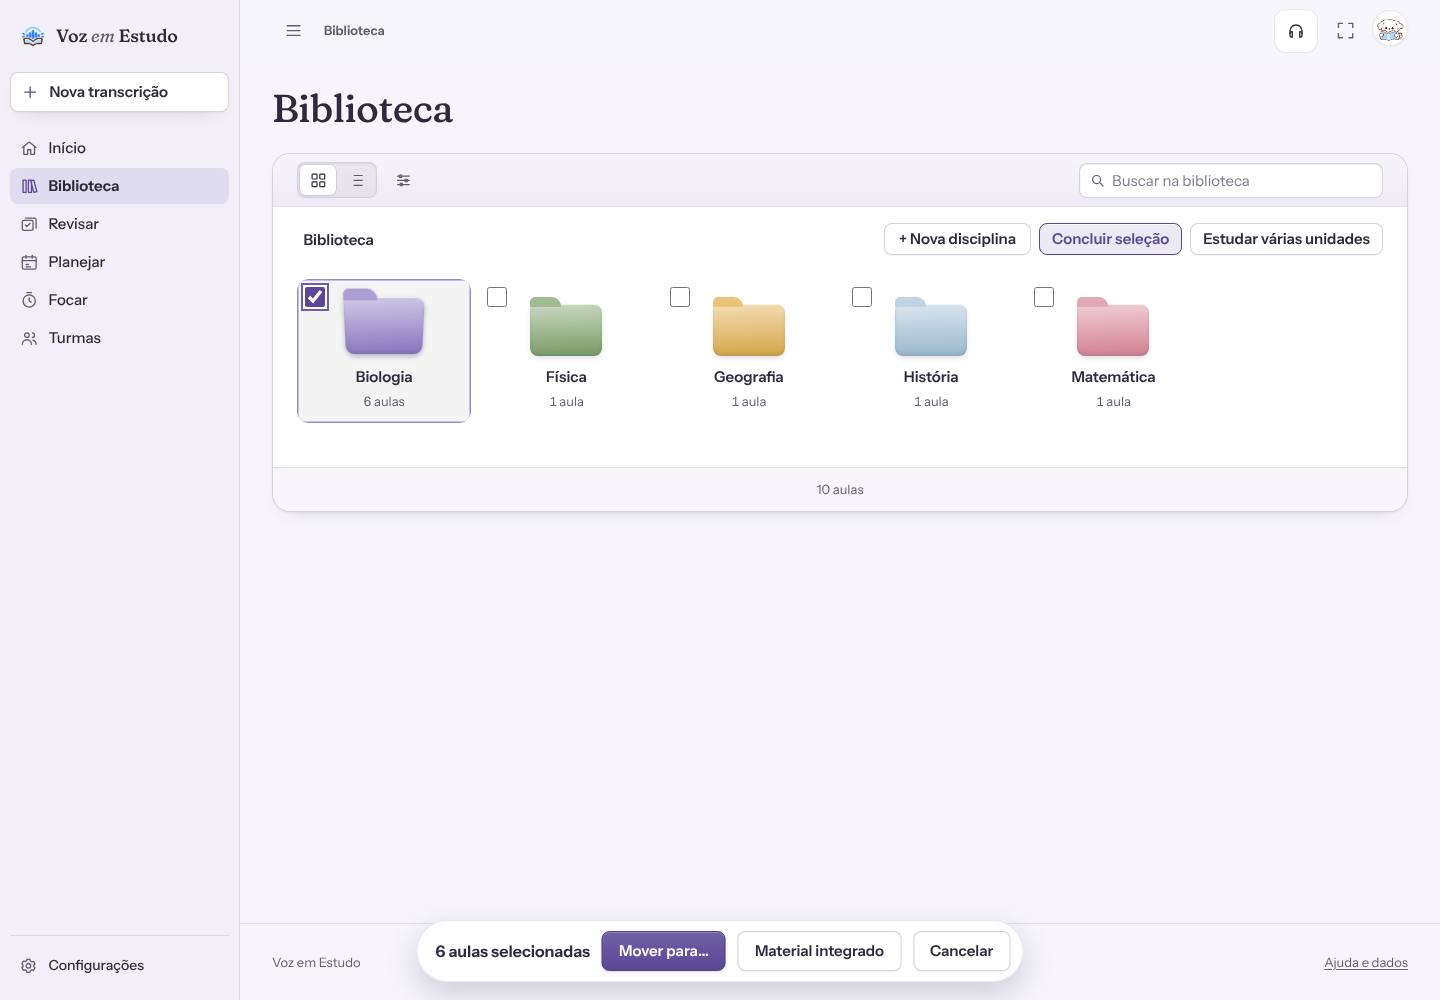 Voz em Estudo
Nova transcrição
Início
Biblioteca
Revisar
Planejar
Focar
Turmas
Configurações
Biblioteca
Biblioteca
Buscar na biblioteca
Biblioteca
+ Nova disciplina
Concluir seleção
Estudar várias unidades
Biologia
6 aulas
Física
1 aula
Geografia
1 aula
História
1 aula
Matemática
1 aula
10 aulas
6 aulas selecionadas
Mover para...
Material integrado
Cancelar
Voz em Estudo
Ajuda e dados